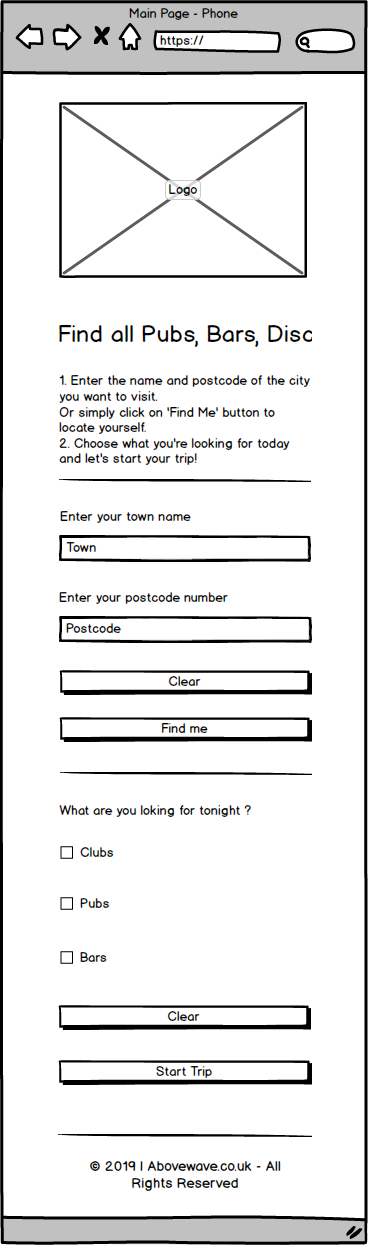 Main Page - Phone
https://
Logo
Find all Pubs, Bars, Disc
1. Enter the name and postcode of the city
you want to visit.
Or simply click on 'Find Me' button to
locate yourself.
2. Choose what you're looking for today
and let's start your trip!
Enter your town name
Town
Enter your postcode number
Postcode
Clear
Find me
What are you loking for tonight ?
Clubs
Pubs
Bars
Clear
Start Trip
© 2019 | Abovewave.co.uk - All
Rights Reserved